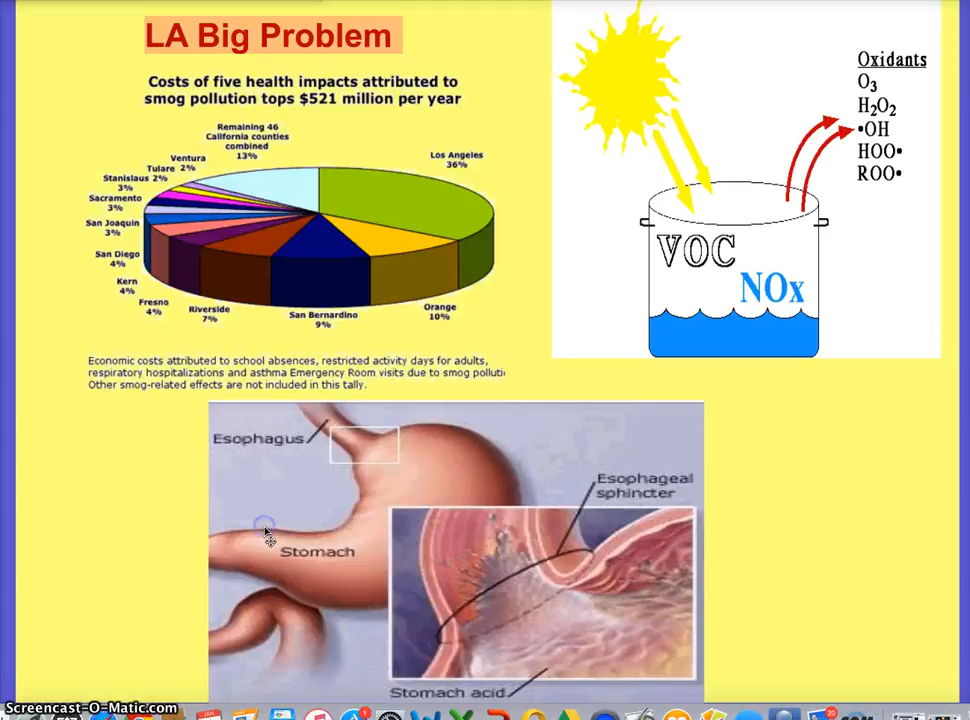 LA Big Problem
Costs of five health impacts attributed to
smog pollution tops $521 million per year
Remaining 46
California counties
combined
13%
Los Angeles
36%
Ventura
2%
Tulare 2%
Stanislaus
3%
Sacramento
3%
San Joaquin
3%
San Diego
4%
Kern
4%
Fresno
4%
Riverside
7%
San Bernardino
9%
Orange
10%
Economic costs attributed to school absences, restricted activity days for adults,
respiratory hospitalizations and asthma Emergency Room visits due to smog polluti
Other smog-related effects are not included in this tally.
Oxidants
O3
H2O2
•OH
HOO•
ROO•
VOC
NOx
Esophagus
Esophageal
sphincter
Stomach
Stomach acid
Screencast-O-Matic.com